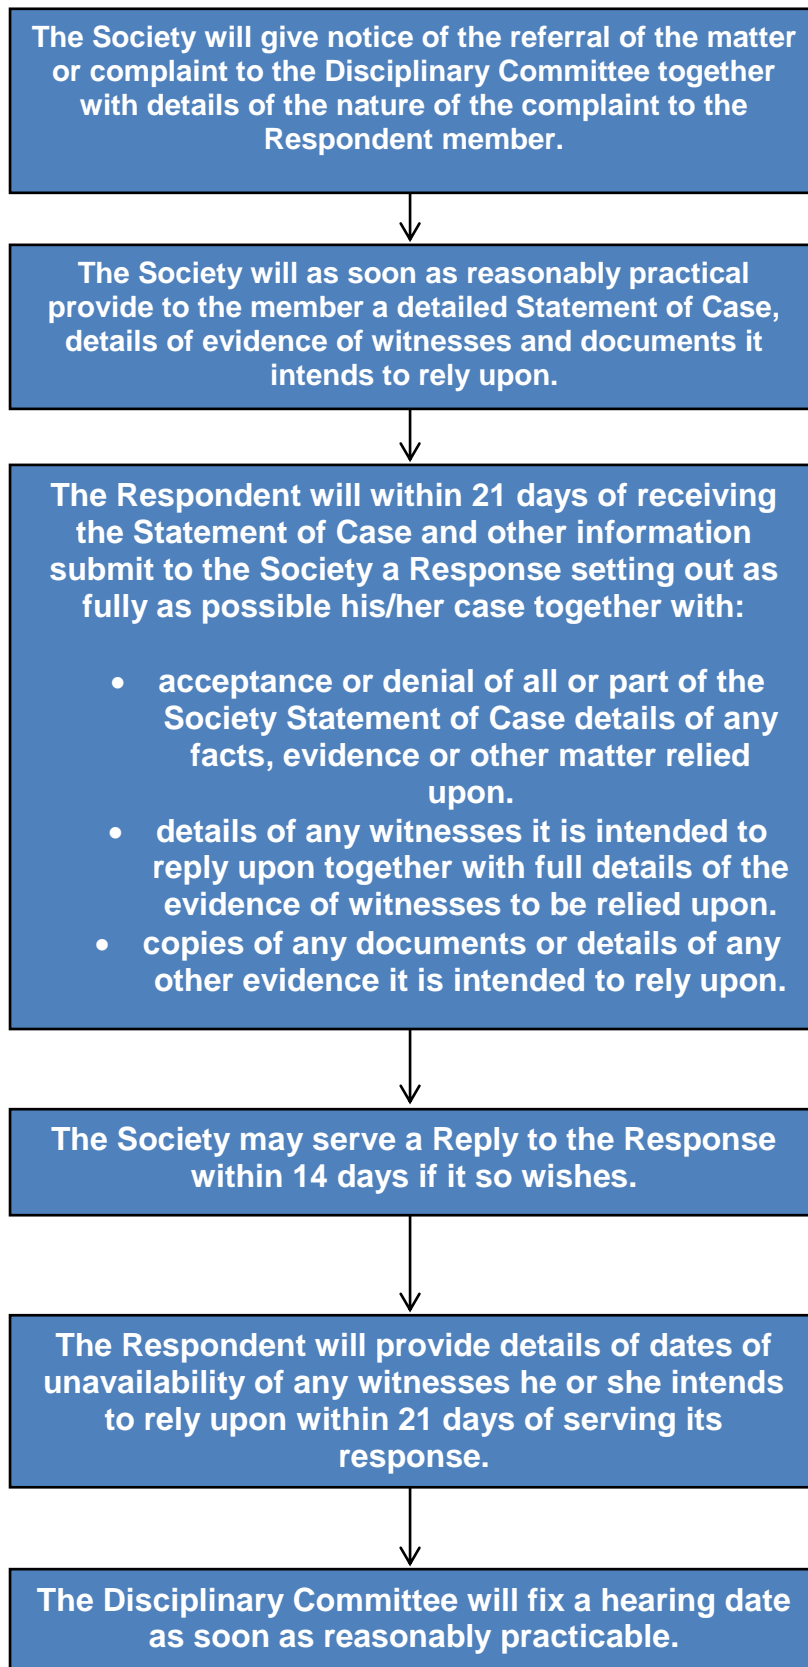 The Society will give notice of the referral of the matter
or complaint to the Disciplinary Committee together
with details of the nature of the complaint to the
Respondent member.
The Society will as soon as reasonably practical
provide to the member a detailed Statement of Case,
details of evidence of witnesses and documents it
intends to rely upon.
The Respondent will within 21 days of receiving
the Statement of Case and other information
submit to the Society a Response setting out as
fully as possible his/her case together with:
• acceptance or denial of all or part of the
Society Statement of Case details of any
facts, evidence or other matter relied
upon.
• details of any witnesses it is intended to
reply upon together with full details of the
evidence of witnesses to be relied upon.
• copies of any documents or details of any
other evidence it is intended to rely upon.
The Society may serve a Reply to the Response
within 14 days if it so wishes.
The Respondent will provide details of dates of
unavailability of any witnesses he or she intends
to rely upon within 21 days of serving its
response.
The Disciplinary Committee will fix a hearing date
as soon as reasonably practicable.